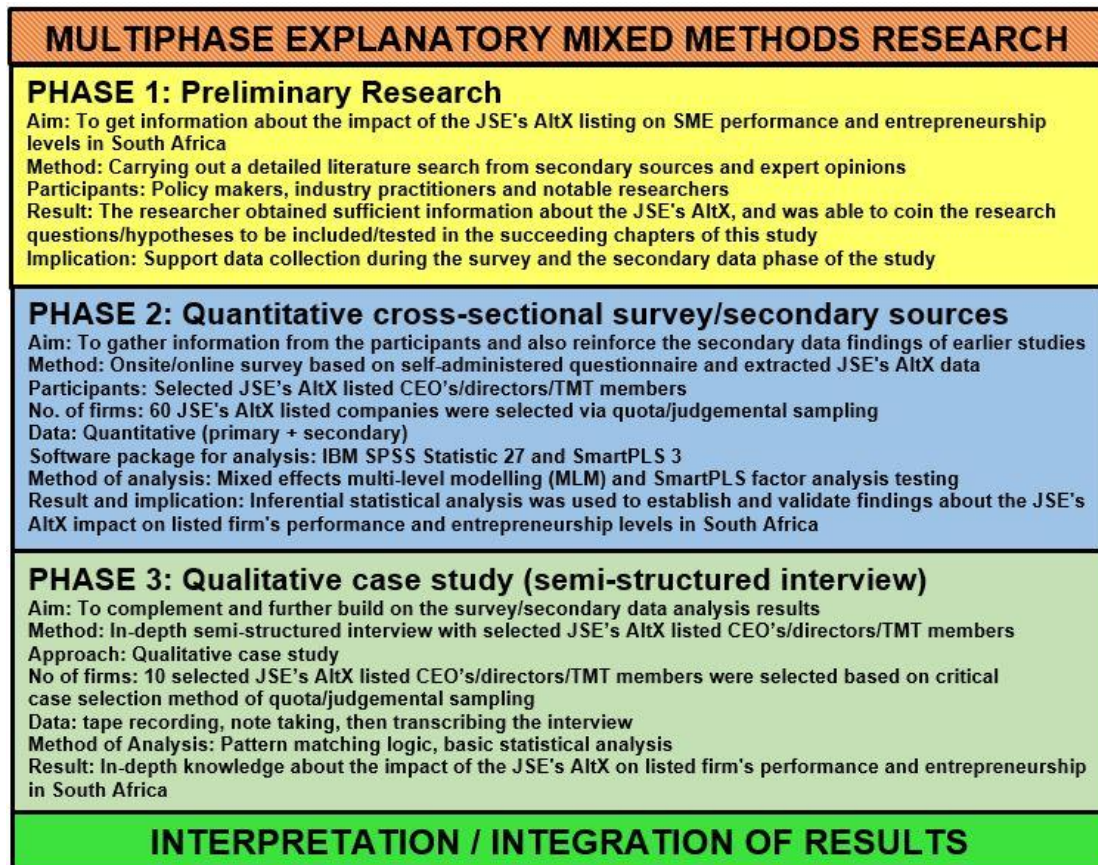 MULTIPHASE EXPLANATORY MIXED METHODS RESEARCH
PHASE 1: Preliminary Research
Aim: To get information about the impact of the JSE's AltX listing on SME performance and entrepreneurship
levels in South Africa
Method: Carrying out a detailed literature search from secondary sources and expert opinions
Participants: Policy makers, industry practitioners and notable researchers
Result: The researcher obtained sufficient information about the JSE's AltX, and was able to coin the research
questions/hypotheses to be included/tested in the succeeding chapters of this study
Implication: Support data collection during the survey and the secondary data phase of the study
PHASE 2: Quantitative cross-sectional survey/secondary sources
Aim: To gather information from the participants and also reinforce the secondary data findings of earlier studies
Method: Onsite/online survey based on self-administered questionnaire and extracted JSE's AltX data
Participants: Selected JSE’s AltX listed CEO’s/directors/TMT members
No. of firms: 60 JSE's AltX listed companies were selected via quota/judgemental sampling
Data: Quantitative (primary + secondary)
Software package for analysis: IBM SPSS Statistic 27 and SmartPLS 3
Method of analysis: Mixed effects multi-level modelling (MLM) and SmartPLS factor analysis testing
Result and implication: Inferential statistical analysis was used to establish and validate findings about the JSE's
AltX impact on listed firm's performance and entrepreneurship levels in South Africa
PHASE 3: Qualitative case study (semi-structured interview)
Aim: To complement and further build on the survey/secondary data analysis results
Method: In-depth semi-structured interview with selected JSE's AltX listed CEO’s/directors/TMT members
Approach: Qualitative case study
No of firms: 10 selected JSE’s AltX listed CEO’s/directors/TMT members were selected based on critical
case selection method of quota/judgemental sampling
Data: tape recording, note taking, then transcribing the interview
Method of Analysis: Pattern matching logic, basic statistical analysis
Result: In-depth knowledge about the impact of the JSE's AltX on listed firm's performance and entrepreneurship
in South Africa
INTERPRETATION / INTEGRATION OF RESULTS